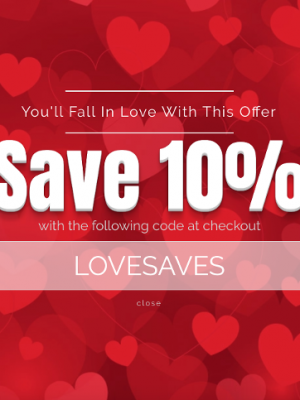 You'll Fall In Love With This Offer
Save 10%
with the following code at checkout
LOVESAVES
close